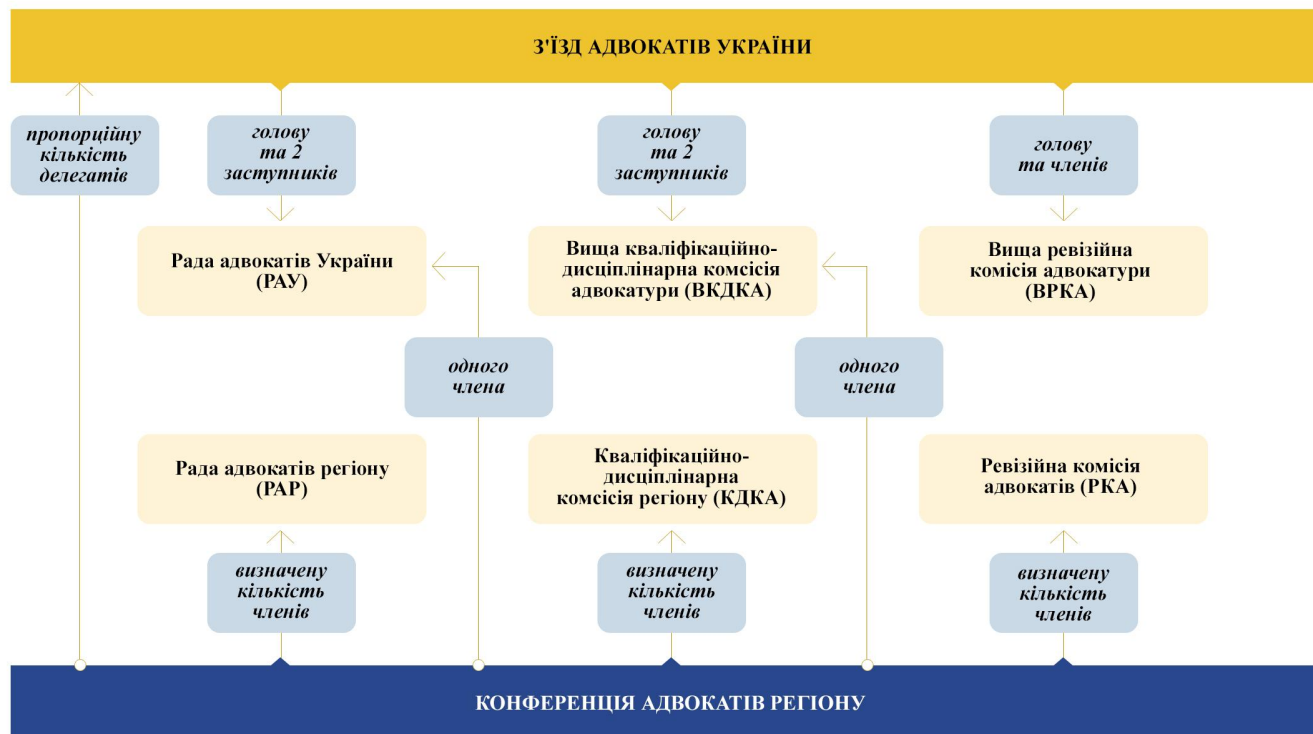 З'ЇЗД АДВОКАТІВ УКРАЇНИ
пропорційну
кількість
делегатів
голову
та 2
заступників
голову
та 2
заступників
голову
та членів
Рада адвокатів України
(РАУ)
Вища кваліфікаційно-
дисціплінарна комсісія
адвокатури (ВКДКА)
Вища ревізійна
комісія адвокатури
(ВРКА)
одного
члена
одного
члена
Рада адвокатів регіону
(РАР)
Кваліфікаційно-
дисціплінарна
комсісія регіону (КДКА)
Ревізійна комісія
адвокатів (РКА)
визначену
кількість
членів
визначену
кількість
членів
визначену
кількість
членів
КОНФЕРЕНЦІЯ АДВОКАТІВ РЕГІОНУ